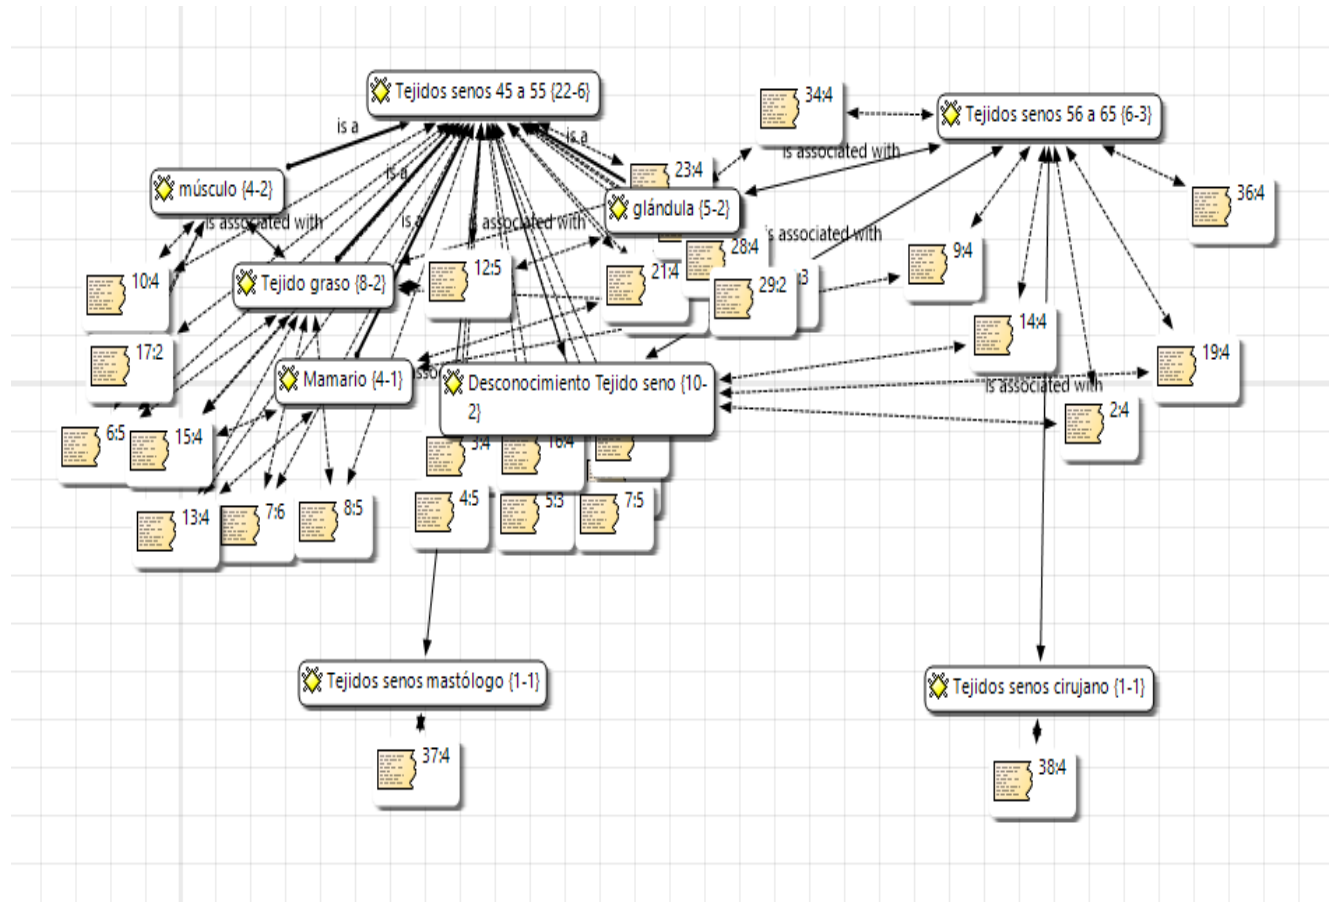 Tejidos senos 45 a 55 {22-6}
34:4
Tejidos senos 56 a 65 {6-3}
is a
is a
is associated with
23:4
is a
músculo {4-2}
glándula {5-2}
36:4
is associated with
is a
is associated with
is associated with
28:4
9:4
12:5
21:4
10:4
Tejido graso {8-2}
29:2
:3
14:4
17:2
19:4
Mamario {4-1}
Desconocimiento Tejido seno {10-
2}
is associated with
2:4
6:5
15:4
3:4
16:4
4:5
5:3
7:5
13:4
7:6
8:5
Tejidos senos mastólogo {1-1}
Tejidos senos cirujano {1-1}
37:4
38:4